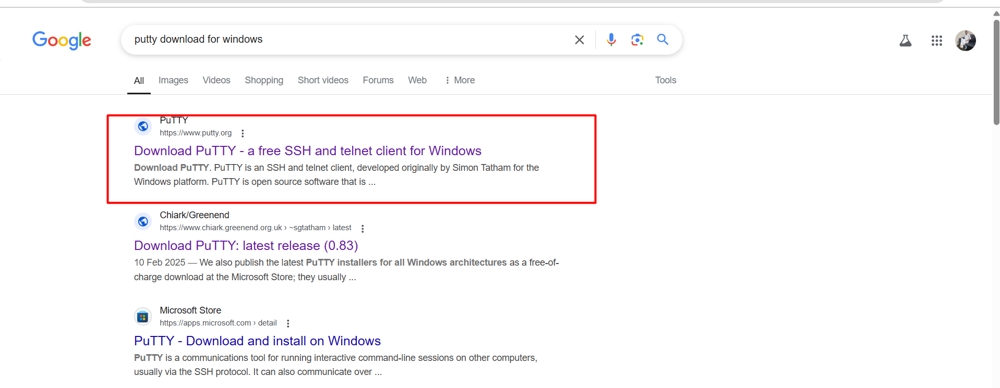 Google
putty download for windows
All Images Videos Shopping Short videos Forums Web More Tools
PuTTY
https://www.putty.org
Download PuTTY - a free SSH and telnet client for Windows
Download PuTTY. PuTTY is an SSH and telnet client, developed originally by Simon Tatham for the
Windows platform. PuTTY is open source software that is ...
Chiark/Greenend
https://www.chiark.greenend.org.uk › ~sgtatham › latest
Download PuTTY: latest release (0.83)
10 Feb 2025 — We also publish the latest PuTTY installers for all Windows architectures as a free-of-
charge download at the Microsoft Store; they usually ...
Microsoft Store
https://apps.microsoft.com › detail
PuTTY - Download and install on Windows
PuTTY is a communications tool for running interactive command-line sessions on other computers,
usually via the SSH protocol. It can also communicate over ...